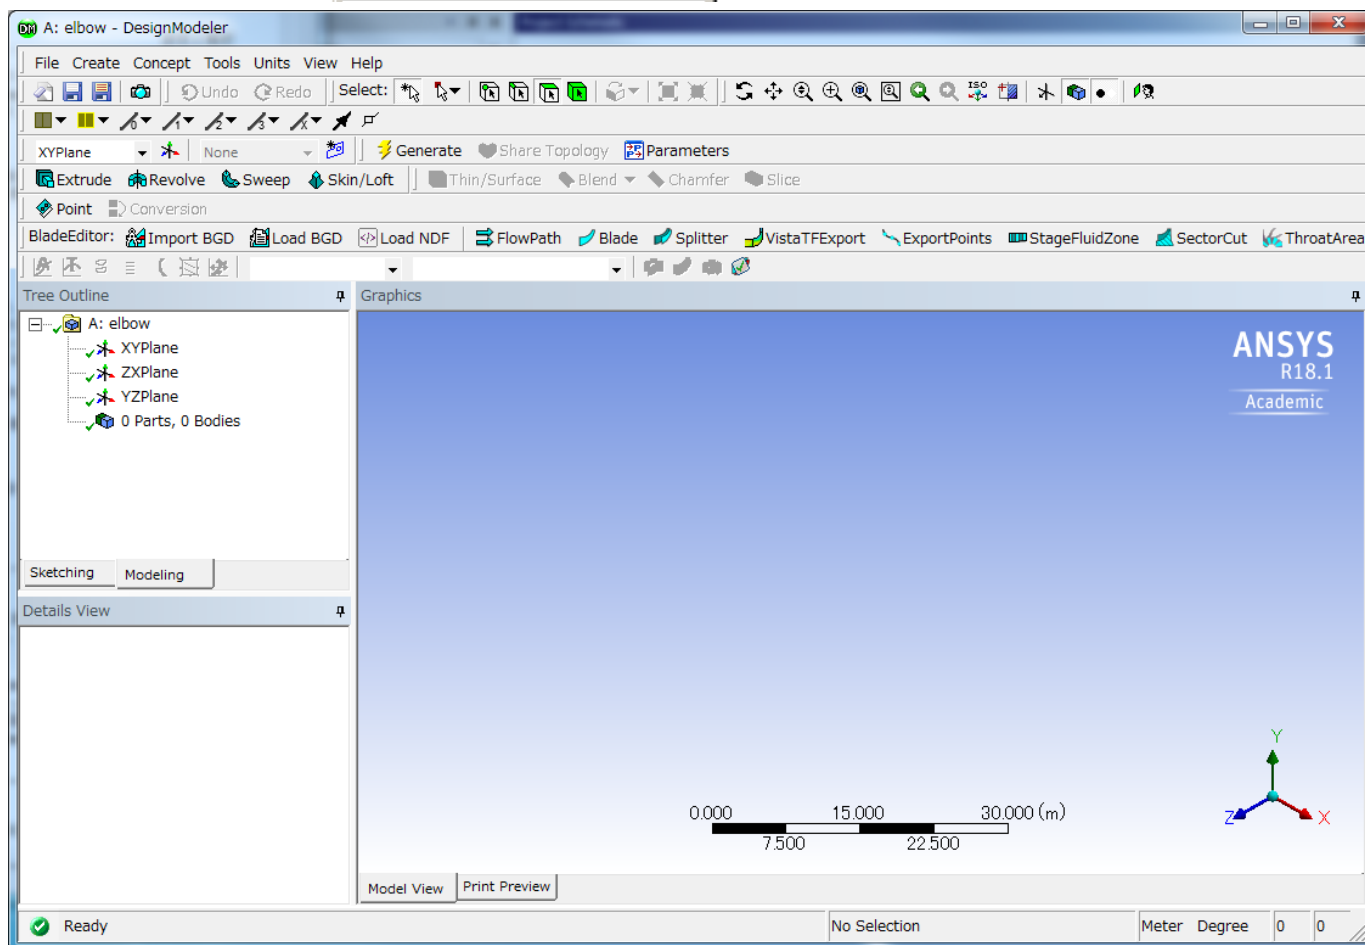 A: elbow - DesignModeler
File Create Concept Tools Units View Help
Undo Redo Select: ISO
XYPlane None Generate Share Topology Parameters
Extrude Revolve Sweep Skin/Loft Thin/Surface Blend Chamfer Slice
Point Conversion
BladeEditor: Import BGD Load BGD Load NDF FlowPath Blade Splitter VistaTFExport ExportPoints StageFluidZone SectorCut ThroatArea
Tree Outline
A: elbow
XYPlane
ZXPlane
YZPlane
0 Parts, 0 Bodies
Sketching Modeling
Details View
Graphics
ANSYS
R18.1
Academic
Y
Z X
0.000 15.000 30.000 (m)
7.500 22.500
Model View Print Preview
Ready No Selection Meter Degree 0 0